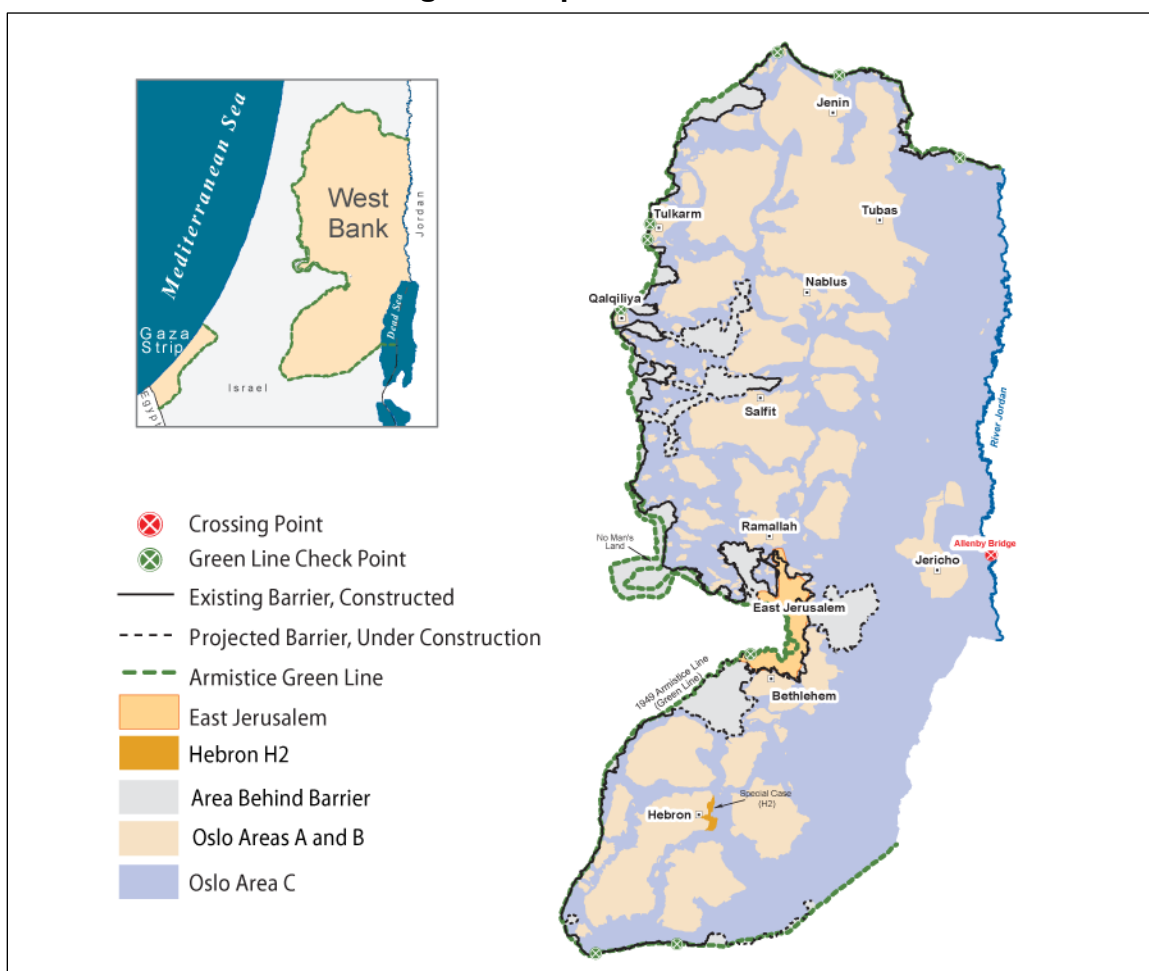 Mediterranean Sea
West
Bank
Jordan
Dead Sea
Gaza
Strip
Israel
Egypt
Crossing Point
Green Line Check Point
Existing Barrier, Constructed
Projected Barrier, Under Construction
Armistice Green Line
East Jerusalem
Hebron H2
Area Behind Barrier
Oslo Areas A and B
Oslo Area C
Jenin
Tubas
Tulkarm
Nablus
Qalqiliya
Salfit
River Jordan
Ramallah
No Man's
Land
Allenby Bridge
Jericho
East Jerusalem
1949 Armistice Line
(Green Line)
Bethlehem
Special Case
(H2)
Hebron